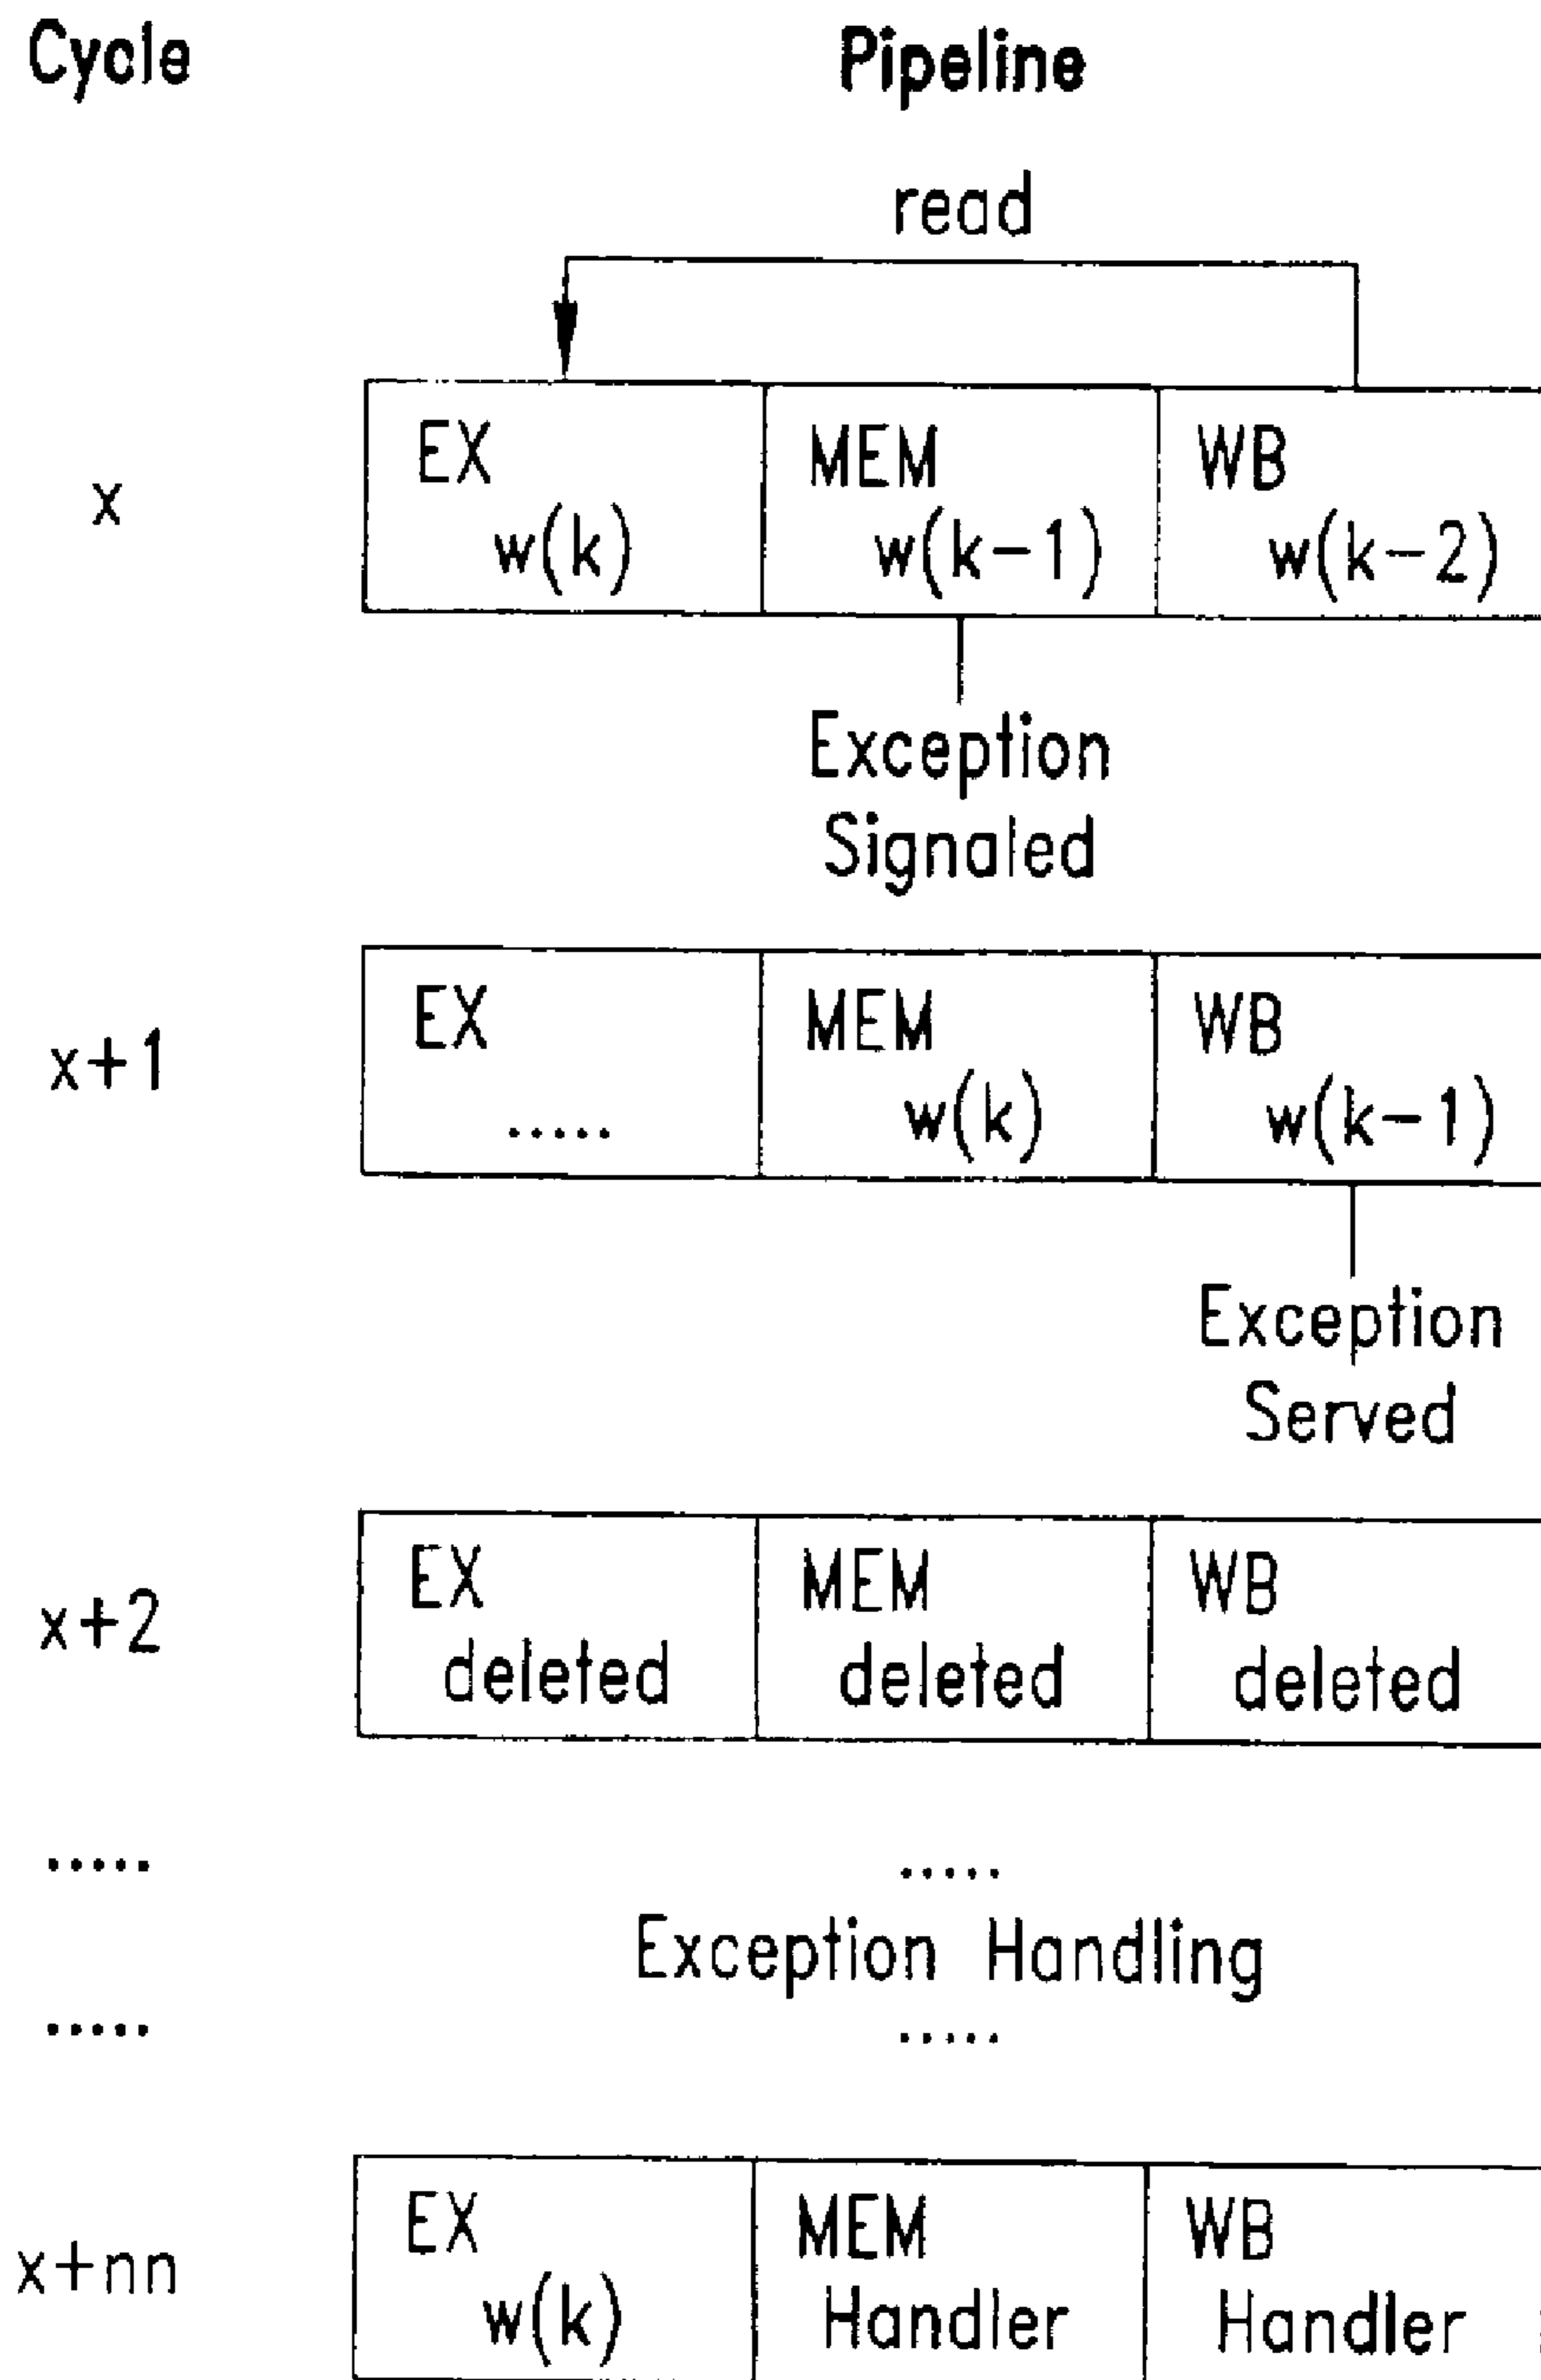 Cycle Pipeline
read
x
EX MEM WB
w(k) w(k-1) w(k-2)
Exception
Signaled
x+1
EX MEM WB
..... w(k) w(k-1)
Exception
Served
x+2
EX MEM WB
deleted deleted deleted
..... .....
Exception Handling
..... .....
x+nn
EX MEM WB
w(k) Handler Handler